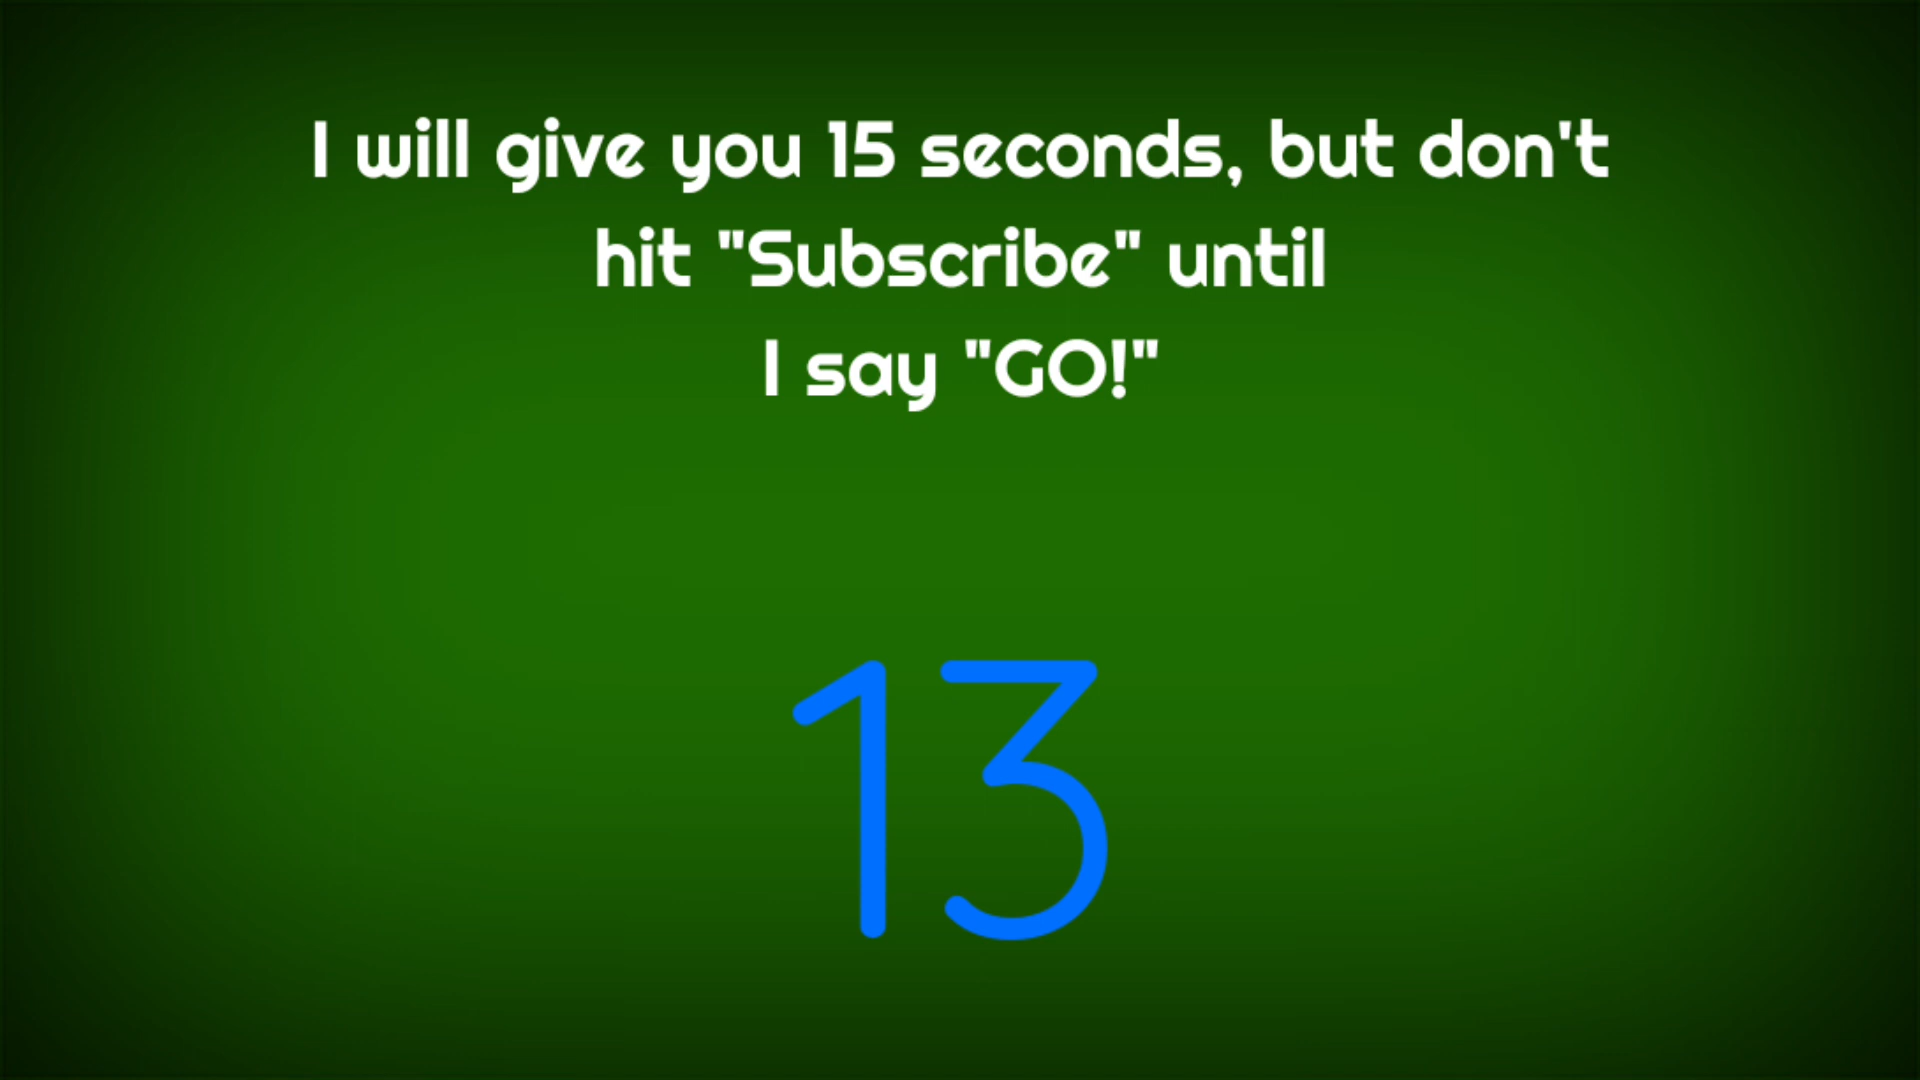 I will give you 15 seconds, but don't
hit "Subscribe" until
I say "GO!"
13